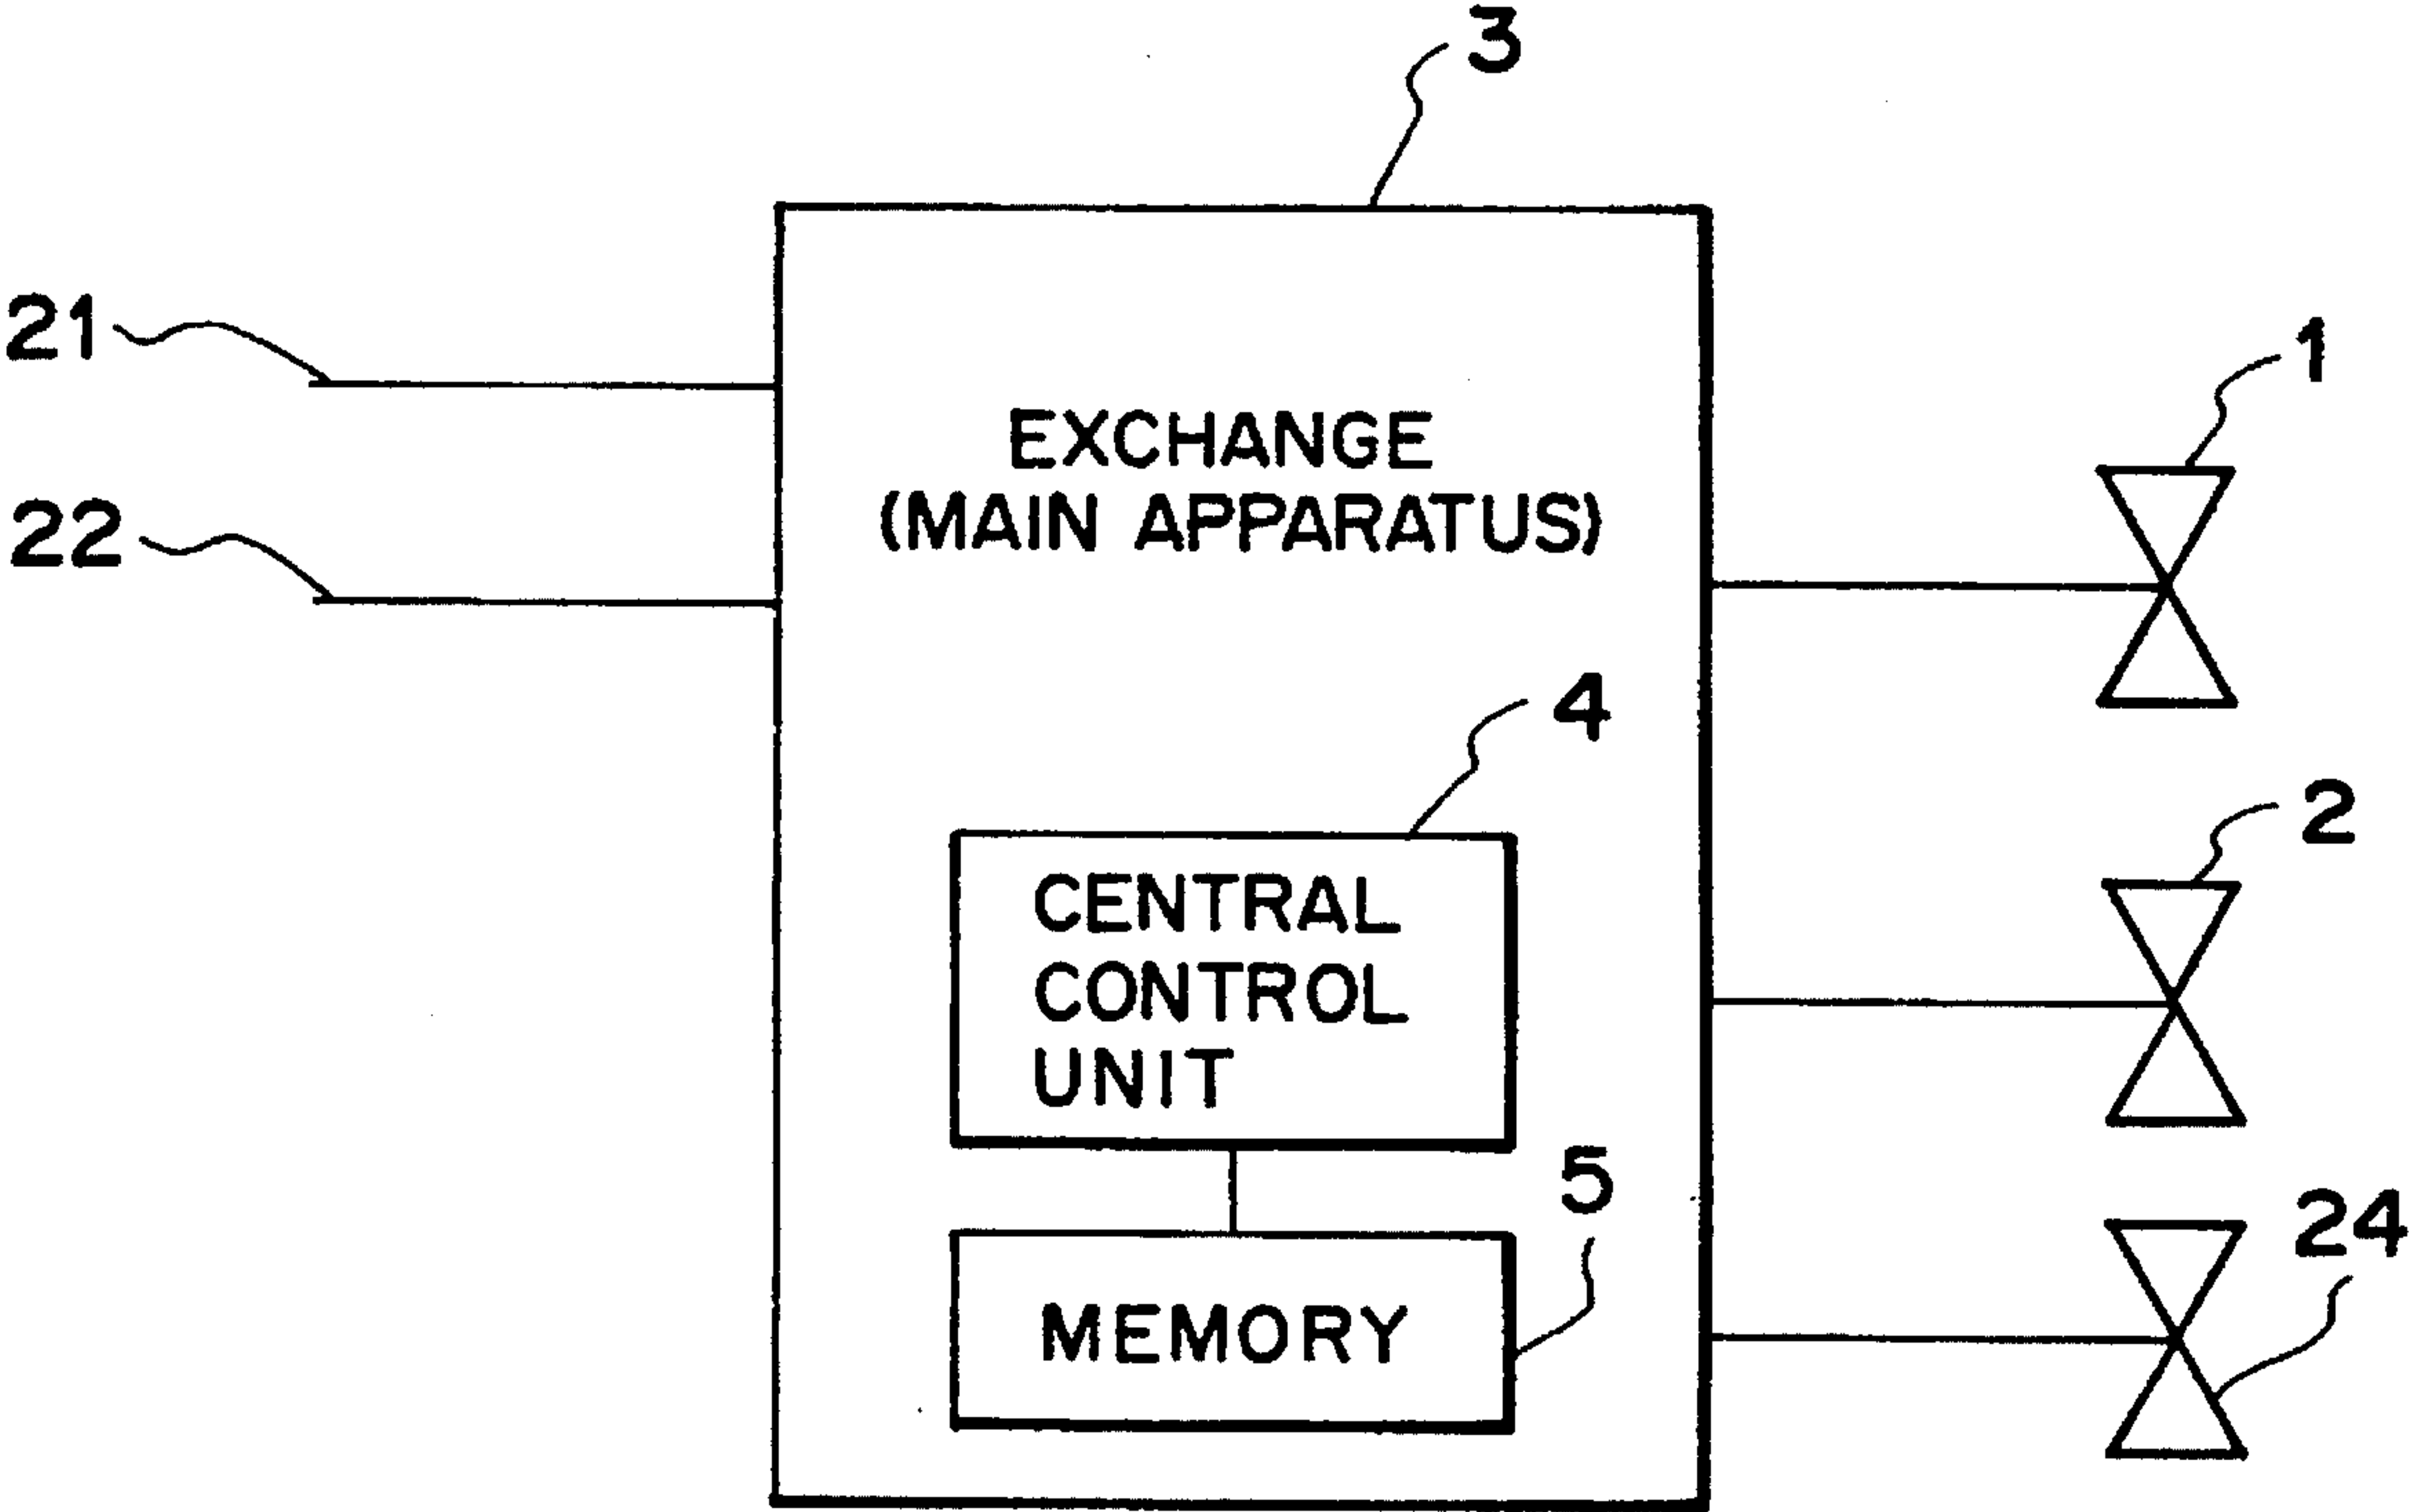 3
21
1
EXCHANGE
(MAIN APPARATUS)
22
4
2
CENTRAL
CONTROL
UNIT
5
24
MEMORY